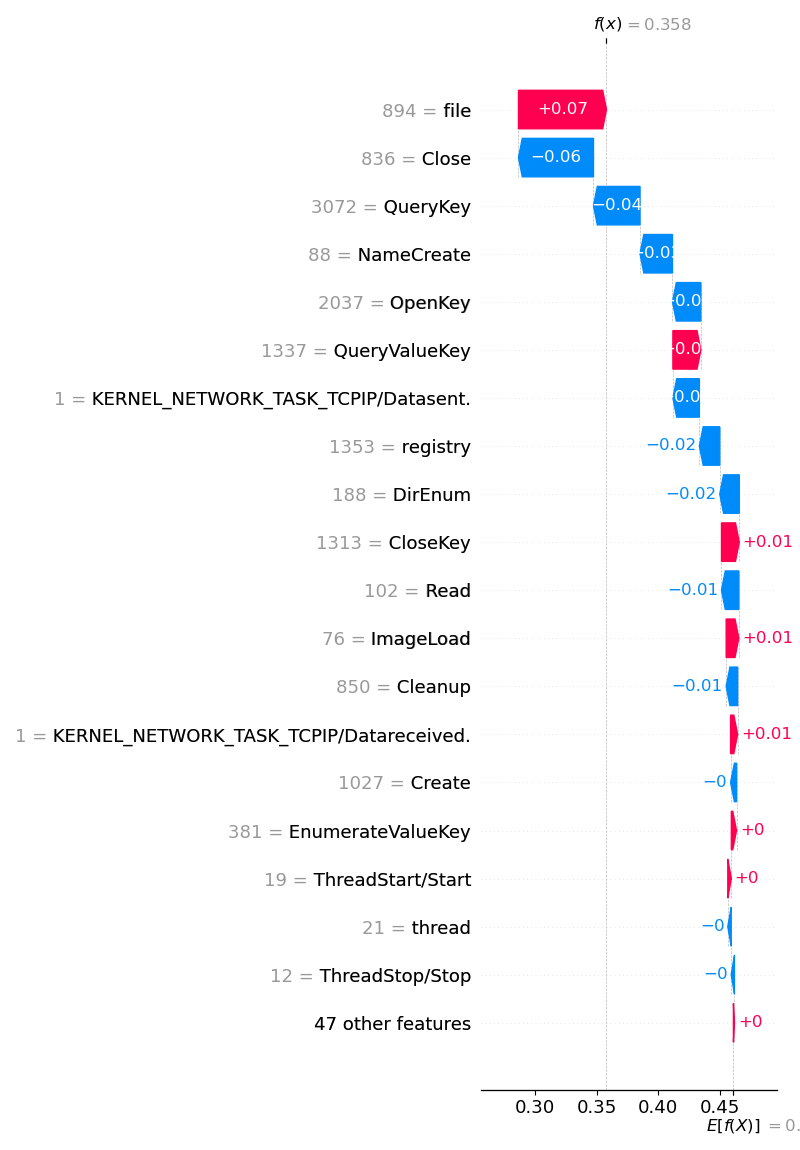 f(x) = 0.358
894 = file
+0.07
836 = Close
−0.06
3072 = QueryKey
−0.04
88 = NameCreate
2037 = OpenKey
1337 = QueryValueKey
1 = KERNEL_NETWORK_TASK_TCPIP/Datasent.
1353 = registry
−0.02
188 = DirEnum
−0.02
1313 = CloseKey
+0.01
102 = Read
−0.01
76 = ImageLoad
+0.01
850 = Cleanup
−0.01
1 = KERNEL_NETWORK_TASK_TCPIP/Datareceived.
+0.01
1027 = Create
−0
381 = EnumerateValueKey
+0
19 = ThreadStart/Start
+0
21 = thread
−0
12 = ThreadStop/Stop
−0
47 other features
+0
0.30 0.35 0.40 0.45
E[f(X)] = 0.